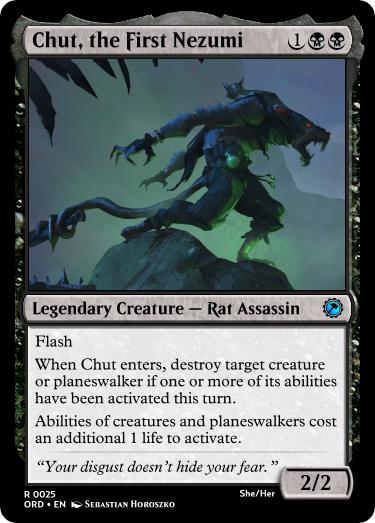 Chut, the First Nezumi 1
Legendary Creature — Rat Assassin
Flash
When Chut enters, destroy target creature
or planeswalker if one or more of its abilities
have been activated this turn.
Abilities of creatures and planeswalkers cost
an additional 1 life to activate.
“Your disgust doesn’t hide your fear.”
2/2
R 0025 She/Her
ORD • EN Sebastian Horoszko